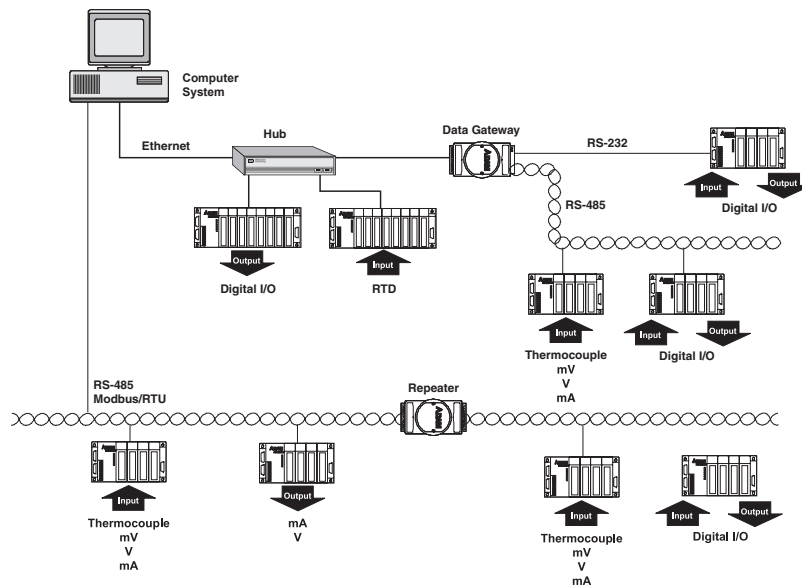 Computer
System
Ethernet
Hub
Data Gateway
RS-232
Input
Output
Digital I/O
RS-485
Output
Digital I/O
Input
RTD
Input
Thermocouple
mV
V
mA
Input
Output
Digital I/O
RS-485
Modbus/RTU
Repeater
Input
Thermocouple
mV
V
mA
Output
mA
V
Input
Thermocouple
mV
V
mA
Input
Output
Digital I/O